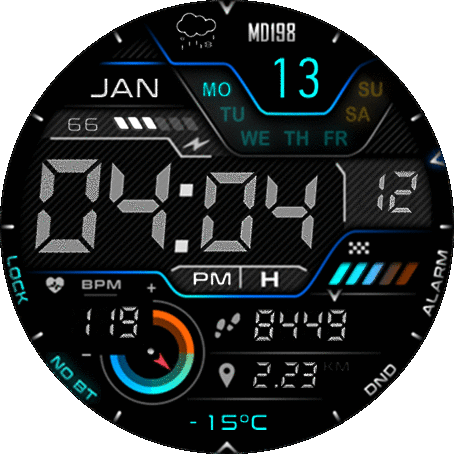 MD198
JAN
13
MO TU WE TH FR SA SU
66
04:04
12
PM H
LOCK
BPM
+
119
-
8449
2.23 KM
ALARM
NO BT
DND
-15°C